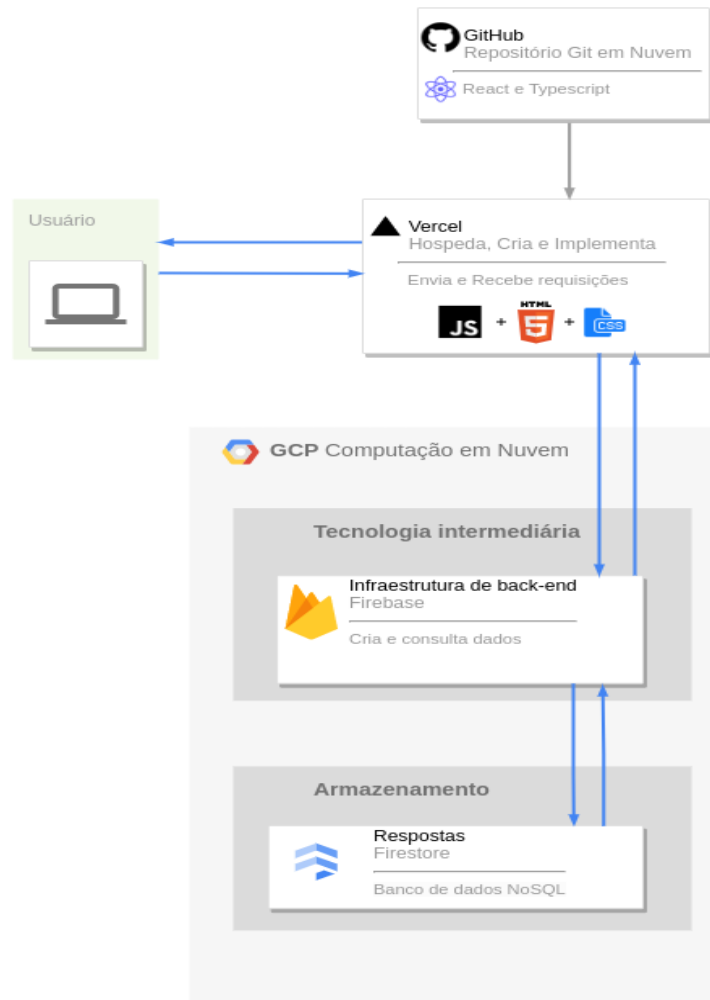 GitHub
Repositório Git em Nuvem
React e Typescript
Usuário
Vercel
Hospeda, Cria e Implementa
Envia e Recebe requisições
JS + HTML 5 + CSS
GCP Computação em Nuvem
Tecnologia intermediária
Infraestrutura de back-end
Firebase
Cria e consulta dados
Armazenamento
Respostas
Firestore
Banco de dados NoSQL